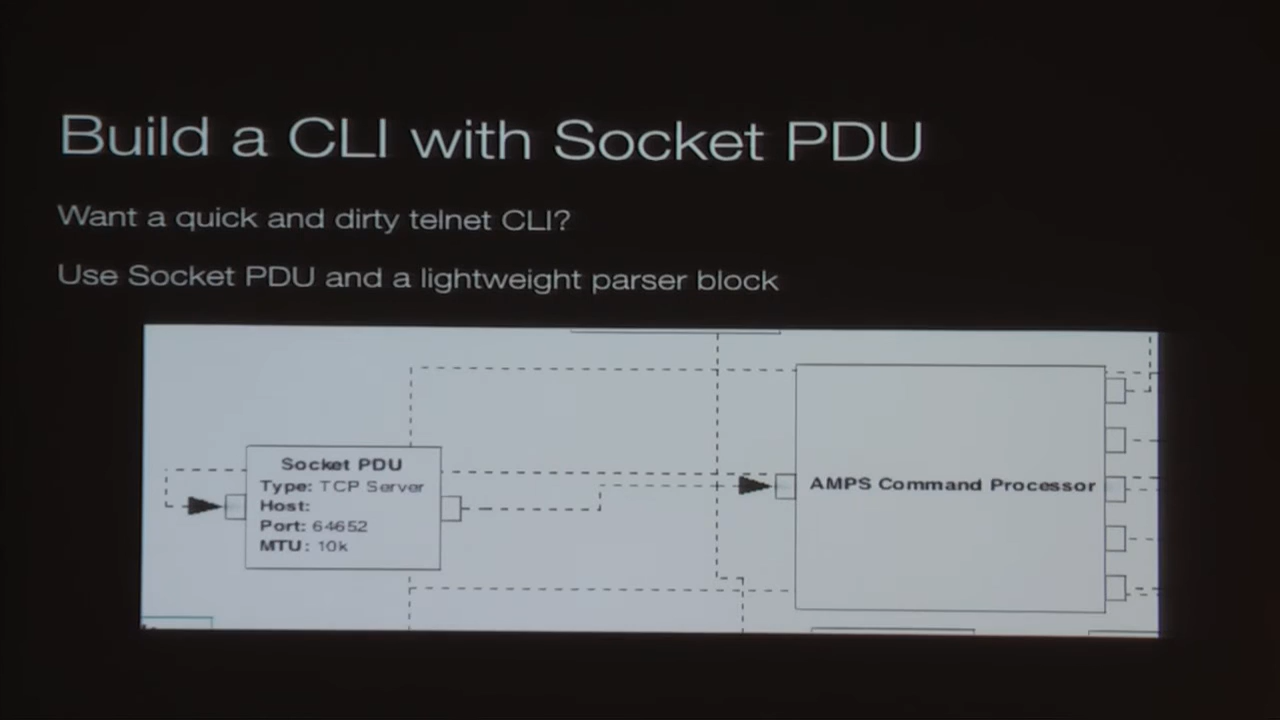 Build a CLI with Socket PDU
Want a quick and dirty telnet CLI?
Use Socket PDU and a lightweight parser block
Socket PDU
Type: TCP Server
Host:
Port: 64652
MTU: 10k
AMPS Command Processor